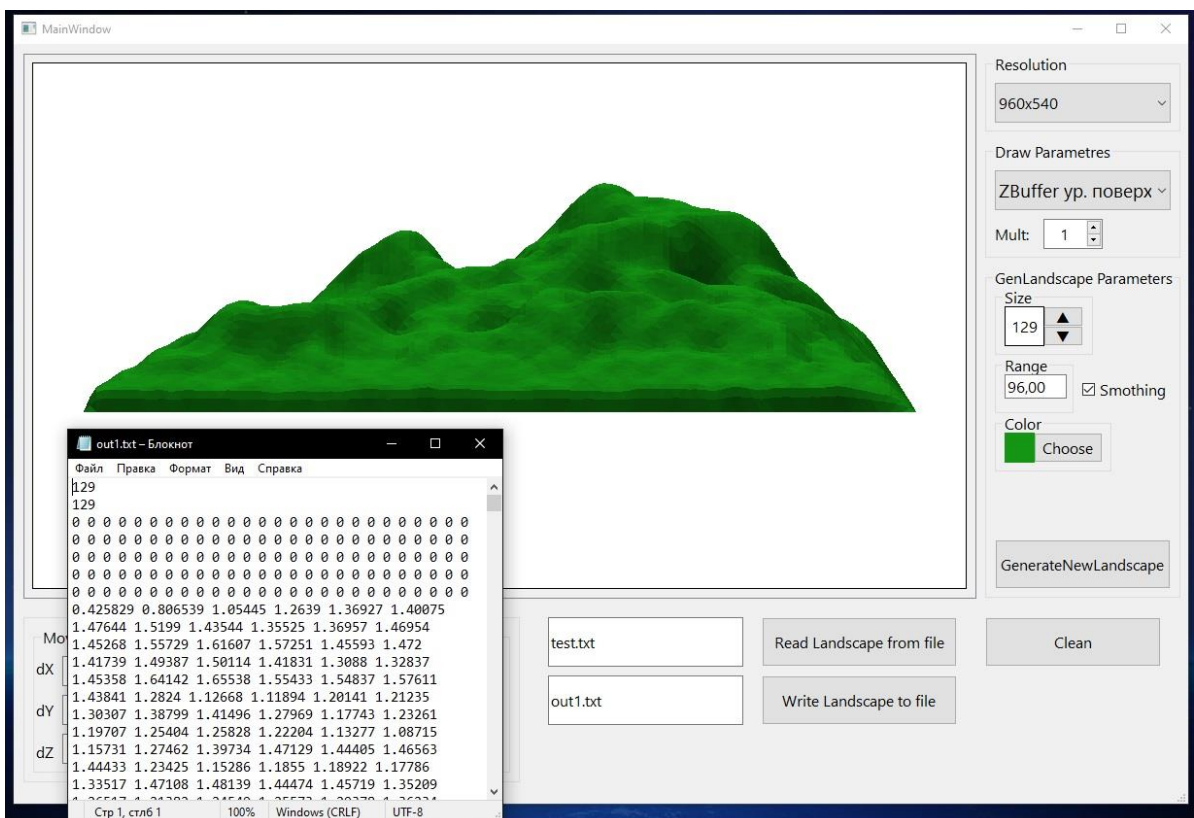 MainWindow
Resolution
960x540
Draw Parametres
ZBuffer ур. поверх
Mult: 1
GenLandscape Parameters
Size
129
Range
96,00
Smothing
Color
Choose
GenerateNewLandscape
out1.txt – Блокнот
Файл Правка Формат Вид Справка
129
129
0 0 0 0 0 0 0 0 0 0 0 0 0 0 0 0 0 0 0 0 0 0 0 0 0 0
0 0 0 0 0 0 0 0 0 0 0 0 0 0 0 0 0 0 0 0 0 0 0 0 0 0
0 0 0 0 0 0 0 0 0 0 0 0 0 0 0 0 0 0 0 0 0 0 0 0 0 0
0 0 0 0 0 0 0 0 0 0 0 0 0 0 0 0 0 0 0 0 0 0 0 0 0 0
0 0 0 0 0 0 0 0 0 0 0 0 0 0 0 0 0 0 0 0 0 0 0 0 0 0
0.425829 0.806539 1.05445 1.2639 1.36927 1.40075
1.47644 1.5199 1.43544 1.35525 1.36957 1.46954
1.45268 1.55729 1.61607 1.57251 1.45593 1.472
1.41739 1.49387 1.50114 1.41831 1.3088 1.32837
1.45358 1.64142 1.65538 1.55433 1.54837 1.57611
1.43841 1.2824 1.12668 1.11894 1.20141 1.21235
1.30307 1.38799 1.41496 1.27969 1.17743 1.23261
1.19707 1.25404 1.25828 1.22204 1.13277 1.08715
1.15731 1.27462 1.39734 1.47129 1.44405 1.46563
1.44433 1.23425 1.15286 1.1855 1.18922 1.17786
1.33517 1.47108 1.48139 1.44474 1.45719 1.35209
Стр 1, стлб 1 100% Windows (CRLF) UTF-8
dX
dY
dZ
test.txt
Read Landscape from file
Clean
out1.txt
Write Landscape to file